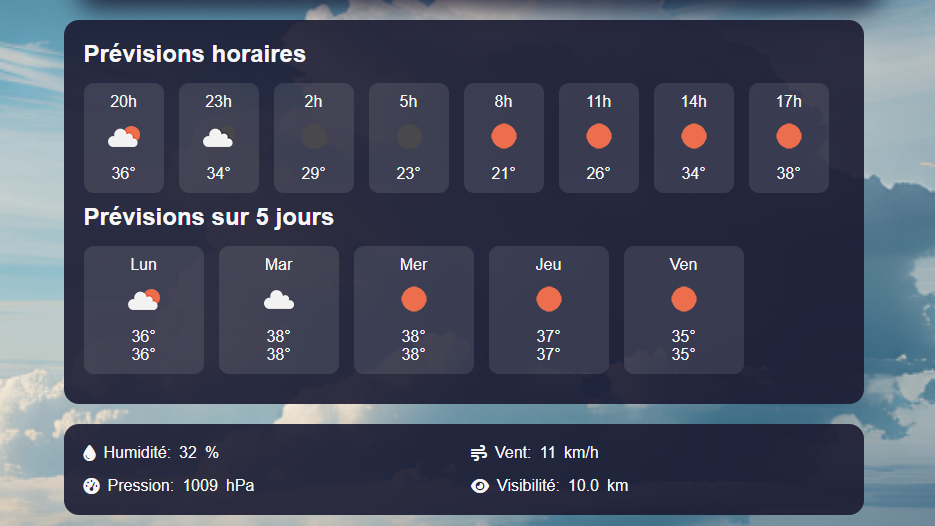 Prévisions horaires
20h 23h 2h 5h 8h 11h 14h 17h
36° 34° 29° 23° 21° 26° 34° 38°
Prévisions sur 5 jours
Lun Mar Mer Jeu Ven
36° 38° 38° 37° 35°
36° 38° 38° 37° 35°
Humidité: 32 % Vent: 11 km/h
Pression: 1009 hPa Visibilité: 10.0 km